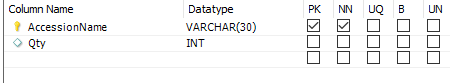 Column Name Datatype PK NN UQ B UN
AccessionName VARCHAR(30)
Qty INT